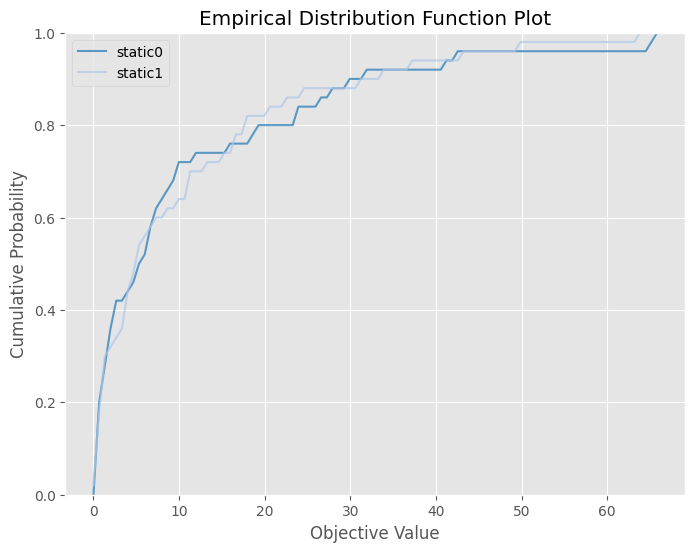 Empirical Distribution Function Plot
static0
static1
Cumulative Probability
1.0
0.8
0.6
0.4
0.2
0.0
0
10
20
30
40
50
60
Objective Value